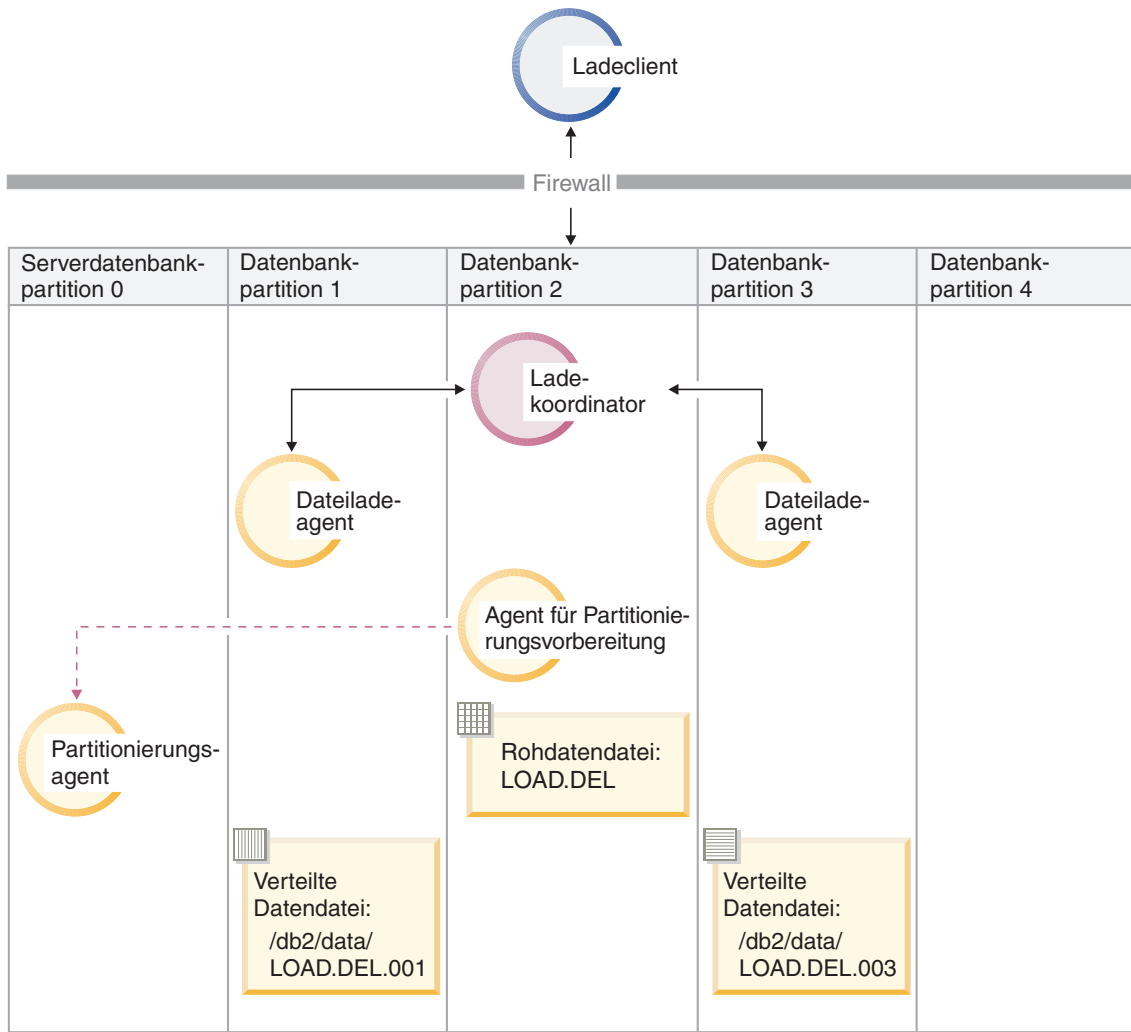 Ladeclient
Firewall
Serverdatenbank-
partition 0
Datenbank-
partition 1
Datenbank-
partition 2
Datenbank-
partition 3
Datenbank-
partition 4
Lade-
koordinator
Dateilade-
agent
Dateilade-
agent
Agent für Partitionie-
rungsvorbereitung
Partitionierungs-
agent
Rohdatendatei:
LOAD.DEL
Verteilte
Datendatei:
/db2/data/
LOAD.DEL.001
Verteilte
Datendatei:
/db2/data/
LOAD.DEL.003